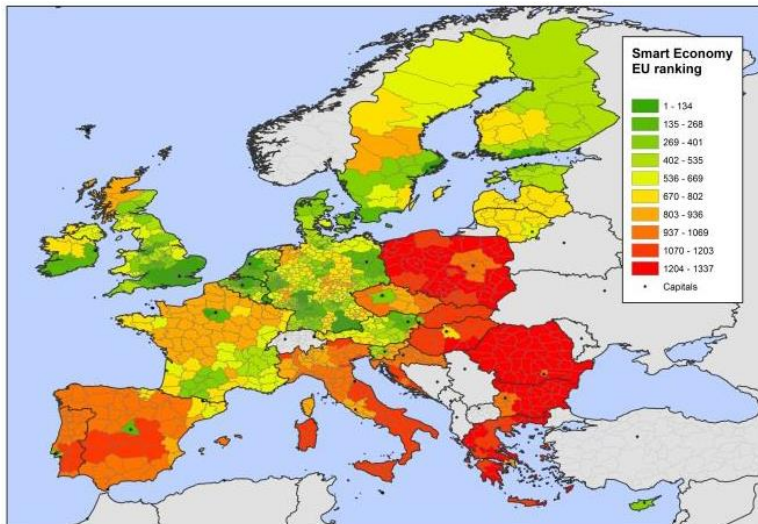 Smart Economy
EU ranking
1 - 134
135 - 268
269 - 401
402 - 535
536 - 669
670 - 802
803 - 936
937 - 1069
1070 - 1203
1204 - 1337
Capitals